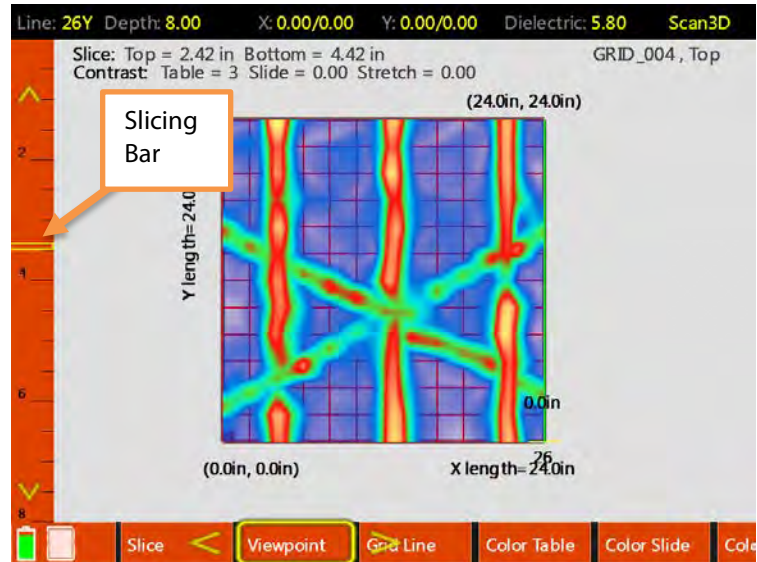 Line: 26Y Depth: 8.00 X: 0.00/0.00 Y: 0.00/0.00 Dielectric: 5.80 Scan3D
Slice: Top = 2.42 in Bottom = 4.42 in GRID_004 , Top
Contrast: Table = 3 Slide = 0.00 Stretch = 0.00
(24.0in, 24.0in)
Slicing
Bar
2
4
6
8
Y length= 24.0
0.0in
26
(0.0in, 0.0in) X length= 24.0in
Slice < Viewpoint > Grid Line Color Table Color Slide